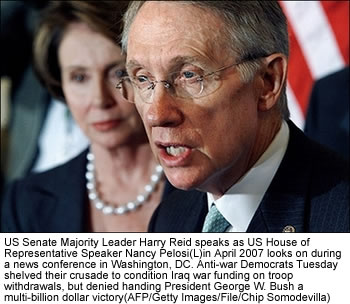 US Senate Majority Leader Harry Reid speaks as US House of
Representative Speaker Nancy Pelosi(L)in April 2007 looks on during
a news conference in Washington, DC. Anti-war Democrats Tuesday
shelved their crusade to condition Iraq war funding on troop
withdrawals, but denied handing President George W. Bush a
multi-billion dollar victory(AFP/Getty Images/File/Chip Somodevilla)